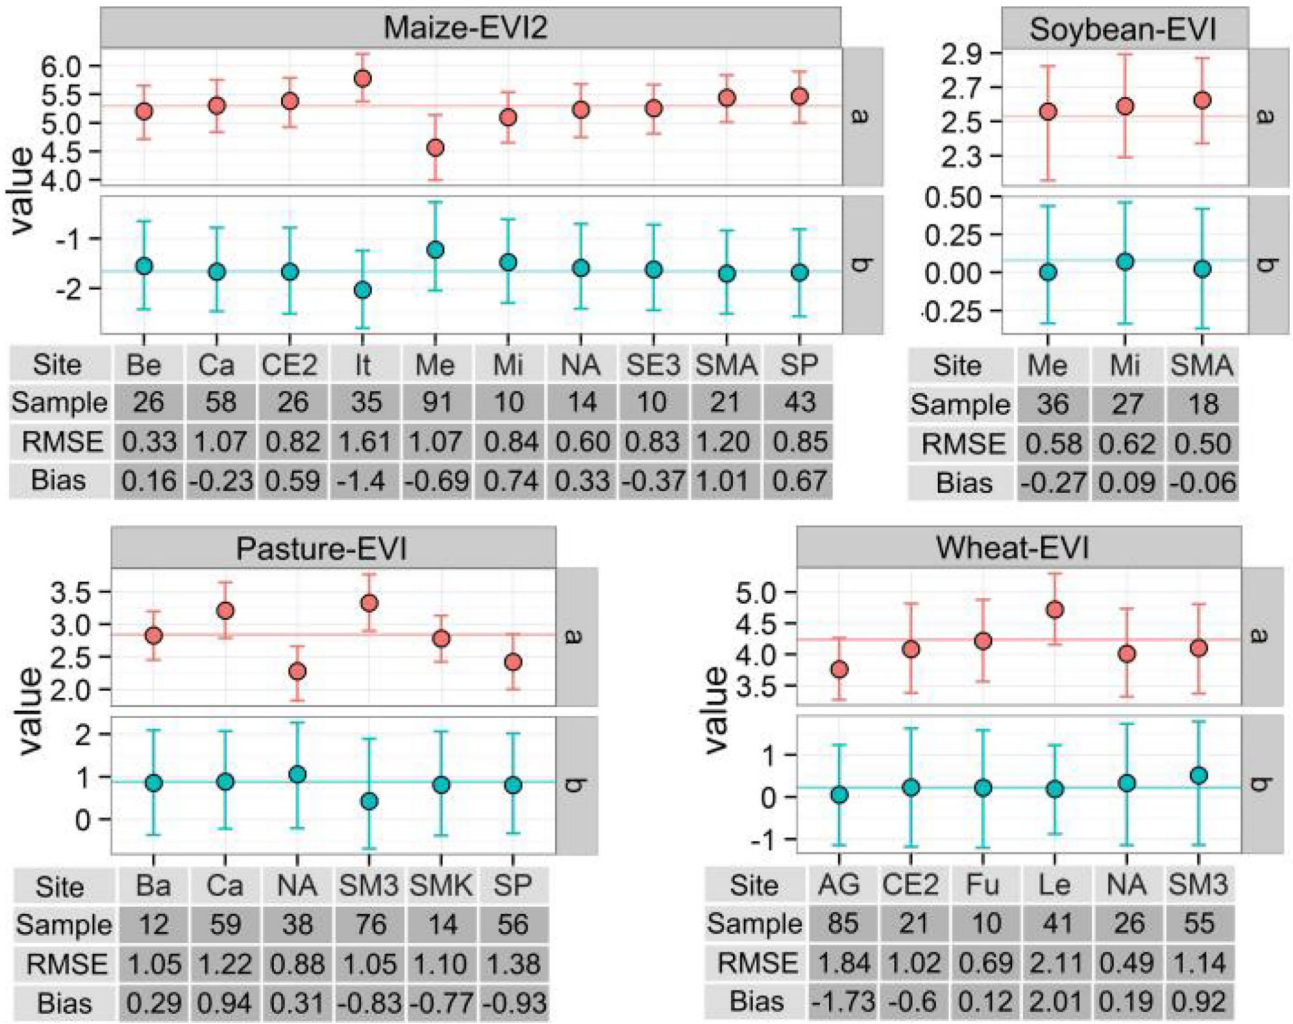 Maize-EVI2
Soybean-EVI
value
6.0
5.5
5.0
4.5
4.0
a
-1
-2
b
2.9
2.7
2.5
2.3
a
0.50
0.25
0.00
0.25
b
Site Be Ca CE2 It Me Mi NA SE3 SMA SP
Sample 26 58 26 35 91 10 14 10 21 43
RMSE 0.33 1.07 0.82 1.61 1.07 0.84 0.60 0.83 1.20 0.85
Bias 0.16 -0.23 0.59 -1.4 -0.69 0.74 0.33 -0.37 1.01 0.67
Site Me Mi SMA
Sample 36 27 18
RMSE 0.58 0.62 0.50
Bias -0.27 0.09 -0.06
Pasture-EVI
Wheat-EVI
value
3.5
3.0
2.5
2.0
a
2
1
0
b
value
5.0
4.5
4.0
3.5
a
1
0
-1
b
Site Ba Ca NA SM3 SMK SP
Sample 12 59 38 76 14 56
RMSE 1.05 1.22 0.88 1.05 1.10 1.38
Bias 0.29 0.94 0.31 -0.83 -0.77 -0.93
Site AG CE2 Fu Le NA SM3
Sample 85 21 10 41 26 55
RMSE 1.84 1.02 0.69 2.11 0.49 1.14
Bias -1.73 -0.6 0.12 2.01 0.19 0.92